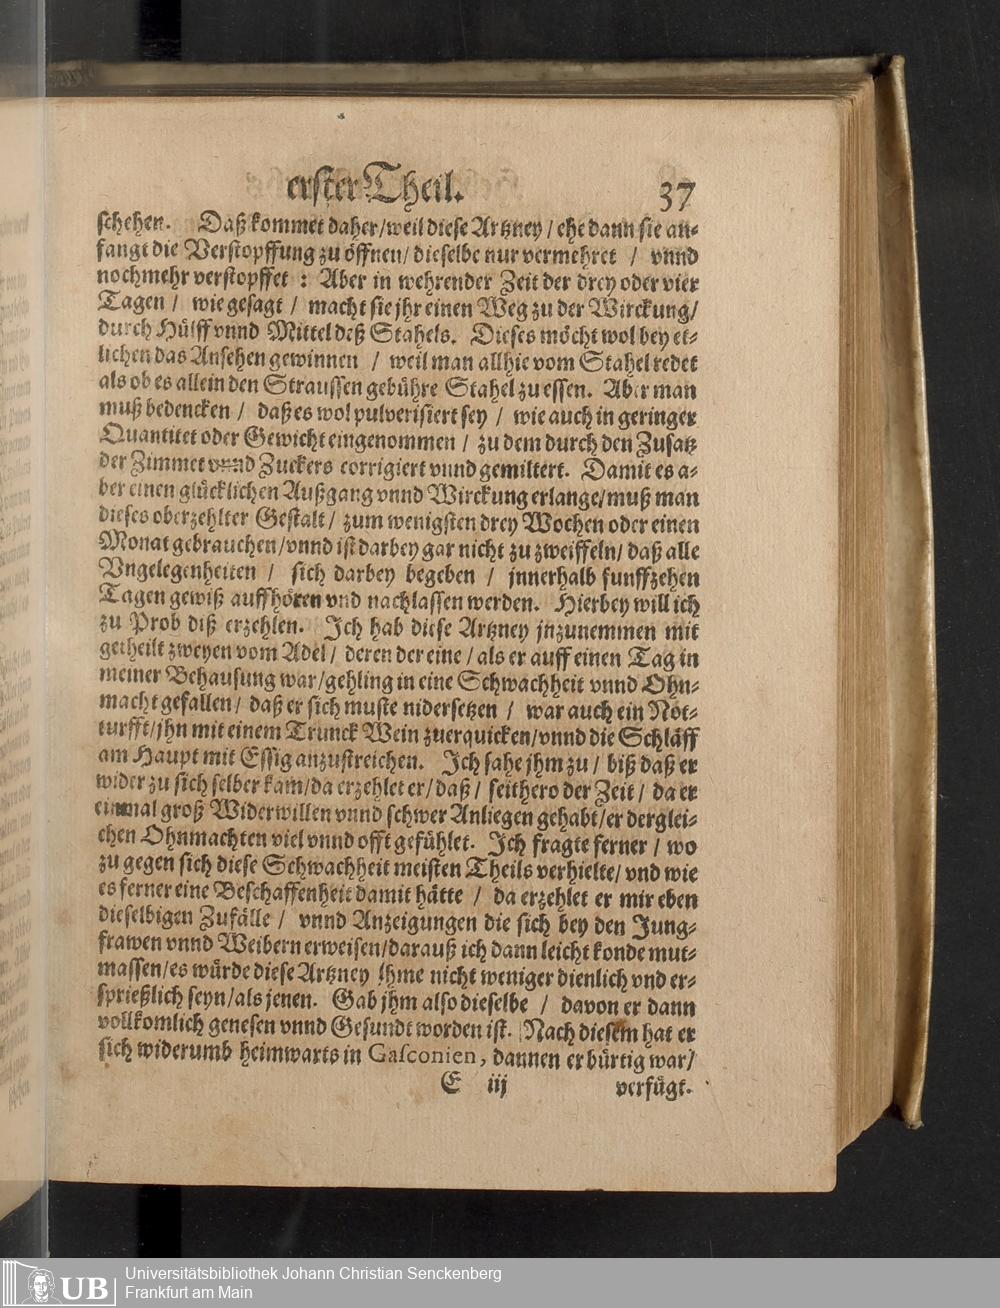 erster Theil. 37
schehen. Daß kommet daher/weil diese Artzney / ehe dann sie an-
fangt die Verstopffung zu öffnen/ dieselbe nur vermehret / vnnd
nochmehr verstopffet : Aber in wehrender Zeit der drey oder vier
Tagen / wie gesagt / macht sie jhr einen Weg zu der Wirckung/
durch Hülff vnnd Mittel deß Stahels. Dieses möcht wol bey et-
lichen das Ansehen gewinnen / weil man allhie vom Stahel redet
als ob es allein den Straussen gebühre Stahel zu essen. Aber man
muß bedencken / daß es wol pulverisiert sey / wie auch in geringer
Quantitet oder Gewicht eingenommen / zu dem durch den Zusatz
der Zimmet vnnd Zuckers corrigiert vnnd gemiltert. Damit es a-
ber einen glücklichen Außgang vnnd Wirckung erlange/muß man
dieses oberzehlter Gestalt / zum wenigsten drey Wochen oder einen
Monat gebrauchen/vnnd ist darbey gar nicht zu zweiffeln/ daß alle
Vngelegenheiten / sich darbey begeben / jnnerhalb funffzehen
Tagen gewiß auffhören vnd nachlassen werden. Hierbey will ich
zu Prob diß erzehlen. Ich hab diese Artzney jnzunemmen mit
getheilt zweyen vom Adel / deren der eine / als er auff einen Tag in
meiner Behausung war/gehling in eine Schwachheit vnnd Ohn-
macht gefallen/ daß er sich muste nidersetzen / war auch ein Not-
turfft/jhn mit einem Trunck Wein zuerquicken/vnnd die Schläff
am Haupt mit Essig anzustreichen. Ich sahe jhm zu / biß daß er
wider zu sich selber kam/da erzehlet er/daß / seithero der Zeit / da er
einmal groß Widerwillen vnnd schwer Anliegen gehabt/er derglei-
chen Ohnmachten viel vnnd offt gefühlet. Ich fragte ferner / wo
zu gegen sich diese Schwachheit meisten Theils verhielte/ vnd wie
es ferner eine Beschaffenheit damit hätte / da erzehlet er mir eben
dieselbigen Zufälle / vnnd Anzeigungen die sich bey den Jung-
frawen vnnd Weibern erweisen/darauß ich dann leicht konde mut-
massen/es würde diese Artzney jhme nicht weniger dienlich vnd er-
sprießlich seyn/als jenen. Gab jhm also dieselbe / davon er dann
vollkomlich genesen vnnd Gesundt worden ist. Nach diesem hat er
sich widerumb heimwarts in Gasconien, dannen er bürtig war/
E iij verfügt.
UB Universitätsbibliothek Johann Christian Senckenberg
Frankfurt am Main